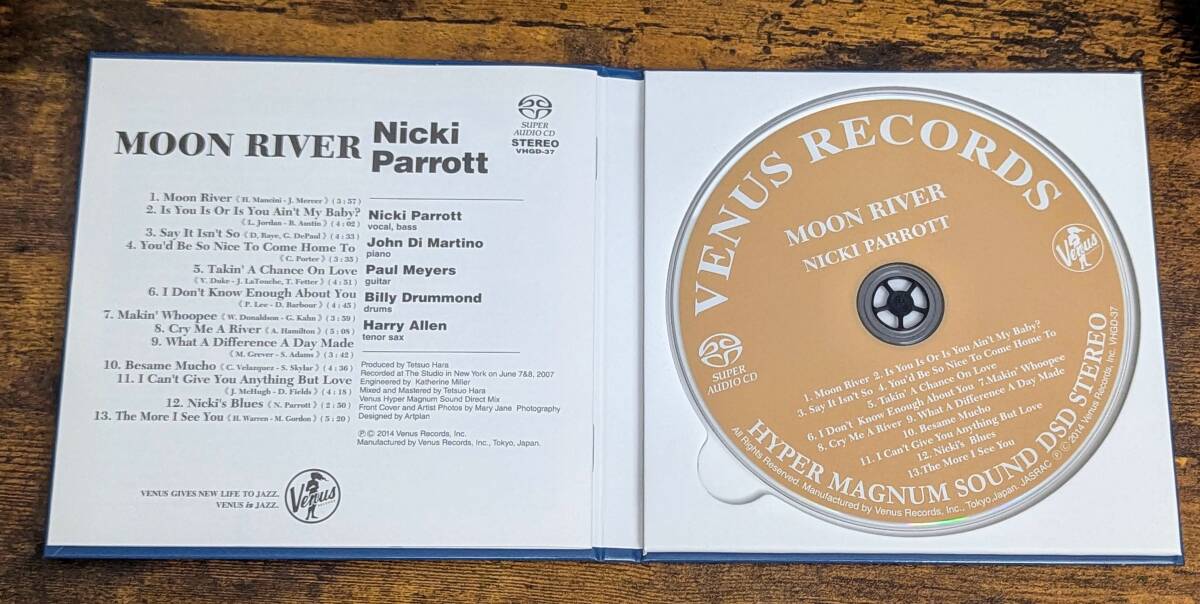 MOON RIVER
Nicki
Parrott
SUPER
AUDIO CD
STEREO
VHGD-37
1. Moon River《H. Mancini - J. Mercer》(3:37)
2. Is You Is Or Is You Ain't My Baby?
《L. Jordan - B. Austin》(4:02)
3. Say It Isn't So《D. Raye, G. DePaul》(4:33)
4. You'd Be So Nice To Come Home To
《C. Porter》(3:35)
5. Takin' A Chance On Love
《V. Duke - J. LaTouche, T. Fetter》(4:51)
6. I Don't Know Enough About You
《P. Lee - D. Barbour》(4:45)
7. Makin' Whoopee《W. Donaldson - G. Kahn》(3:59)
8. Cry Me A River《A. Hamilton》(5:08)
9. What A Difference A Day Made
《M. Grever - S. Adams》(3:42)
10. Besame Mucho《C. Velazquez - S. Skylar》(4:36)
11. I Can't Give You Anything But Love
《J. McHugh - D. Fields》(4:18)
12. Nicki's Blues《N. Parrott》(2:50)
13. The More I See You《H. Warren - M. Gordon》(5:20)
Nicki Parrott
vocal, bass
John Di Martino
piano
Paul Meyers
guitar
Billy Drummond
drums
Harry Allen
tenor sax
Produced by Tetsuo Hara
Recorded at The Studio in New York on June 7&8, 2007
Engineered by Katherine Miller
Mixed and Mastered by Tetsuo Hara
Venus Hyper Magnum Sound Direct Mix
Front Cover and Artist Photos by Mary Jane Photography
Designed by Artplan
Ⓟ© 2014 Venus Records, Inc.
Manufactured by Venus Records, Inc., Tokyo, Japan.
VENUS GIVES NEW LIFE TO JAZZ.
VENUS is JAZZ.
Venus
VENUS RECORDS
MOON RIVER
NICKI PARROTT
Venus
SUPER
AUDIO CD
1. Moon River 2. Is You Is Or Is You Ain't My Baby?
3. Say It Isn't So 4. You'd Be So Nice To Come Home To
5. Takin' A Chance On Love
6. I Don't Know Enough About You 7.Makin' Whoopee
8. Cry Me A River 9. What A Difference A Day Made
10. Besame Mucho
11. I Can't Give You Anything But Love
12. Nicki's Blues
13.The More I See You
HYPER MAGNUM SOUND DSD STEREO
All Rights Reserved. Manufactured by Venus Records, Inc., Tokyo,Japan. JASRAC Ⓟ© 2014 Venus Records, Inc. VHGD-37